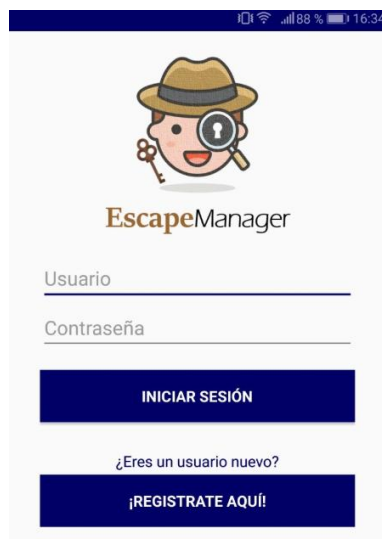 88 % 16:34
EscapeManager
Usuario
Contraseña
INICIAR SESIÓN
¿Eres un usuario nuevo?
¡REGISTRATE AQUÍ!